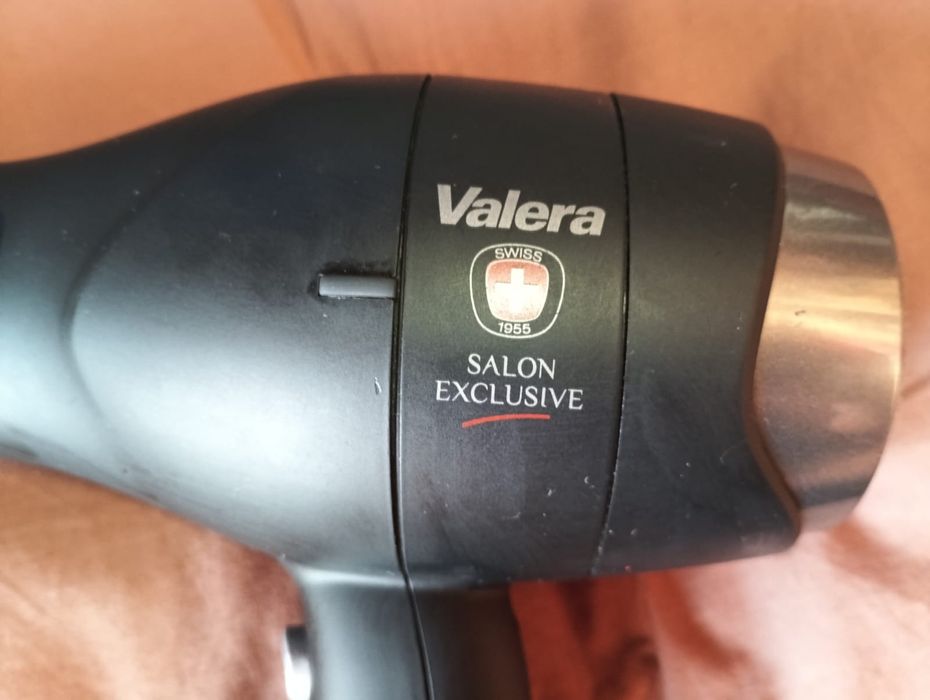 Valera
SWISS
1955
SALON
EXCLUSIVE